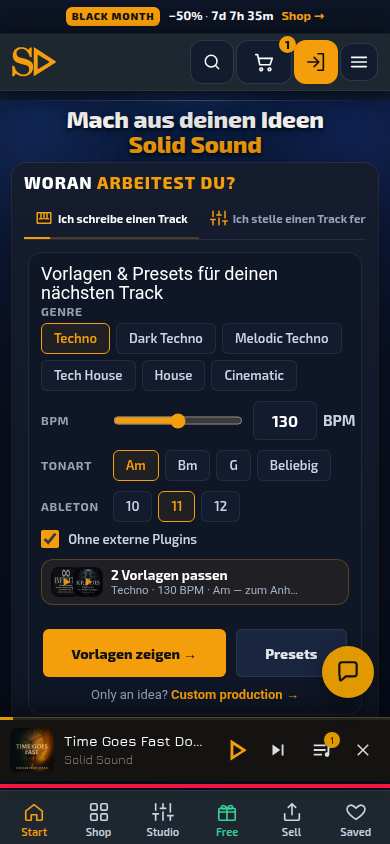 BLACK MONTH −50% · 7d 7h 35m Shop →
S
1
Mach aus deinen Ideen
Solid Sound
WORAN ARBEITEST DU?
Ich schreibe einen Track Ich stelle einen Track fer
Vorlagen & Presets für deinen
nächsten Track
GENRE
Techno Dark Techno Melodic Techno
Tech House House Cinematic
BPM 130 BPM
TONART Am Bm G Beliebig
ABLETON 10 11 12
Ohne externe Plugins
2 Vorlagen passen
Techno · 130 BPM · Am — zum Anh...
Vorlagen zeigen → Presets
Only an idea? Custom production →
TIME GOES
FAST
Time Goes Fast Do...
Solid Sound
1
Start Shop Studio Free Sell Saved